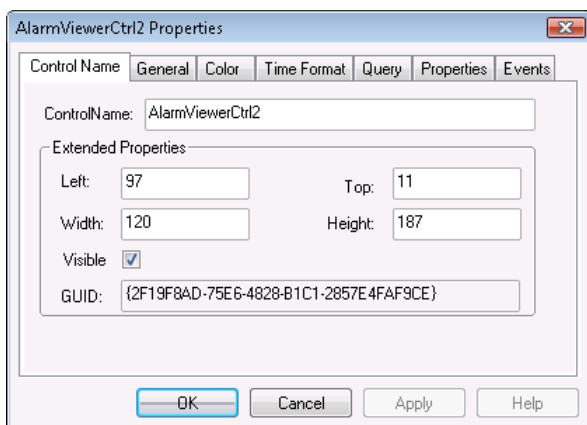 AlarmViewerCtrl2 Properties
Control Name General Color Time Format Query Properties Events
ControlName: AlarmViewerCtrl2
Extended Properties
Left: 97 Top: 11
Width: 120 Height: 187
Visible
GUID: {2F19F8AD-75E6-4828-B1C1-2857E4FAF9CE}
OK Cancel Apply Help